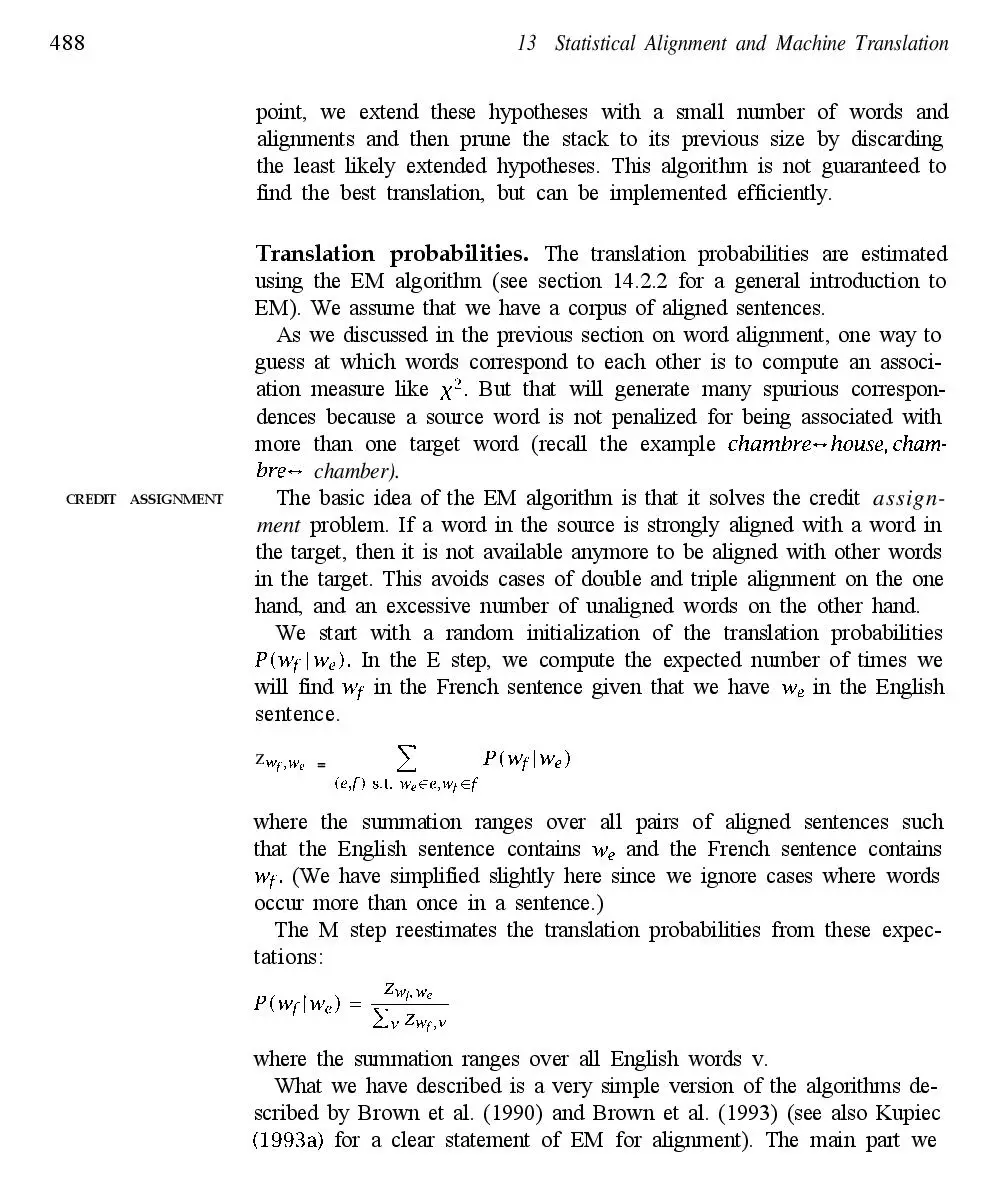 488
13 Statistical Alignment and Machine Translation
point, we extend these hypotheses with a small number of words and
alignments and then prune the stack to its previous size by discarding
the least likely extended hypotheses. This algorithm is not guaranteed to
find the best translation, but can be implemented efficiently.
Translation probabilities. The translation probabilities are estimated
using the EM algorithm (see section 14.2.2 for a general introduction to
EM). We assume that we have a corpus of aligned sentences.
As we discussed in the previous section on word alignment, one way to
guess at which words correspond to each other is to compute an associ-
ation measure like χ². But that will generate many spurious correspon-
dences because a source word is not penalized for being associated with
more than one target word (recall the example chambre↔house, cham-
bre↔ chamber).
CREDIT ASSIGNMENT
The basic idea of the EM algorithm is that it solves the credit assign-
ment problem. If a word in the source is strongly aligned with a word in
the target, then it is not available anymore to be aligned with other words
in the target. This avoids cases of double and triple alignment on the one
hand, and an excessive number of unaligned words on the other hand.
We start with a random initialization of the translation probabilities
P(w_f|w_e). In the E step, we compute the expected number of times we
will find w_f in the French sentence given that we have w_e in the English
sentence.
z_{w_f,w_e} = ∑_{(e,f) s.t. w_e∈e,w_f∈f} P(w_f|w_e)
where the summation ranges over all pairs of aligned sentences such
that the English sentence contains w_e and the French sentence contains
w_f. (We have simplified slightly here since we ignore cases where words
occur more than once in a sentence.)
The M step reestimates the translation probabilities from these expec-
tations:
P(w_f|w_e) = z_{w_f,w_e} / ∑_v z_{w_f,v}
where the summation ranges over all English words v.
What we have described is a very simple version of the algorithms de-
scribed by Brown et al. (1990) and Brown et al. (1993) (see also Kupiec
(1993a) for a clear statement of EM for alignment). The main part we